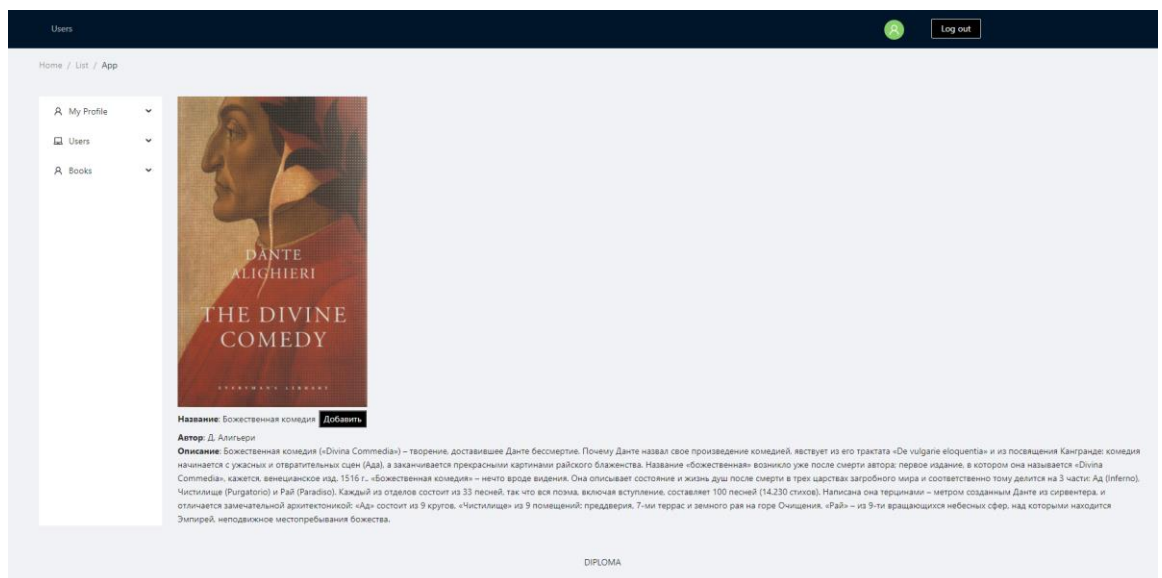 Users
Log out
Home / List / App
My Profile
Users
Books
DANTE
ALIGHIERI
THE DIVINE
COMEDY
EVERYMAN'S LIBRARY
Название: Божественная комедия Добавить
Автор: Д. Алигьери
Описание: Божественная комедия («Divina Commedia») – творение, доставившее Данте бессмертие. Почему Данте назвал свое произведение комедией, явствует из его трактата «De vulgarie eloquentia» и из посвящения Кангранде: комедия
начинается с ужасных и отвратительных сцен (Ада), а заканчивается прекрасными картинами райского блаженства. Название «божественная» возникло уже после смерти автора; первое издание, в котором она называется «Divina
Commedia», кажется, венецианское изд. 1516 г.. «Божественная комедия» – нечто вроде видения. Она описывает состояние и жизнь душ после смерти в трех царствах загробного мира и соответственно тому делится на 3 части: Ад (Inferno),
Чистилище (Purgatorio) и Рай (Paradiso). Каждый из отделов состоит из 33 песней, так что вся поэма, включая вступление, составляет 100 песней (14.230 стихов). Написана она терцинами – метром созданным Данте из сирвентера, и
отличается замечательной архитектоникой: «Ад» состоит из 9 кругов, «Чистилище» из 9 помещений: преддверия, 7-ми террас и земного рая на горе Очищения, «Рай» – из 9-ти вращающихся небесных сфер, над которыми находится
Эмпирей, неподвижное местопребывания божества.
DIPLOMA